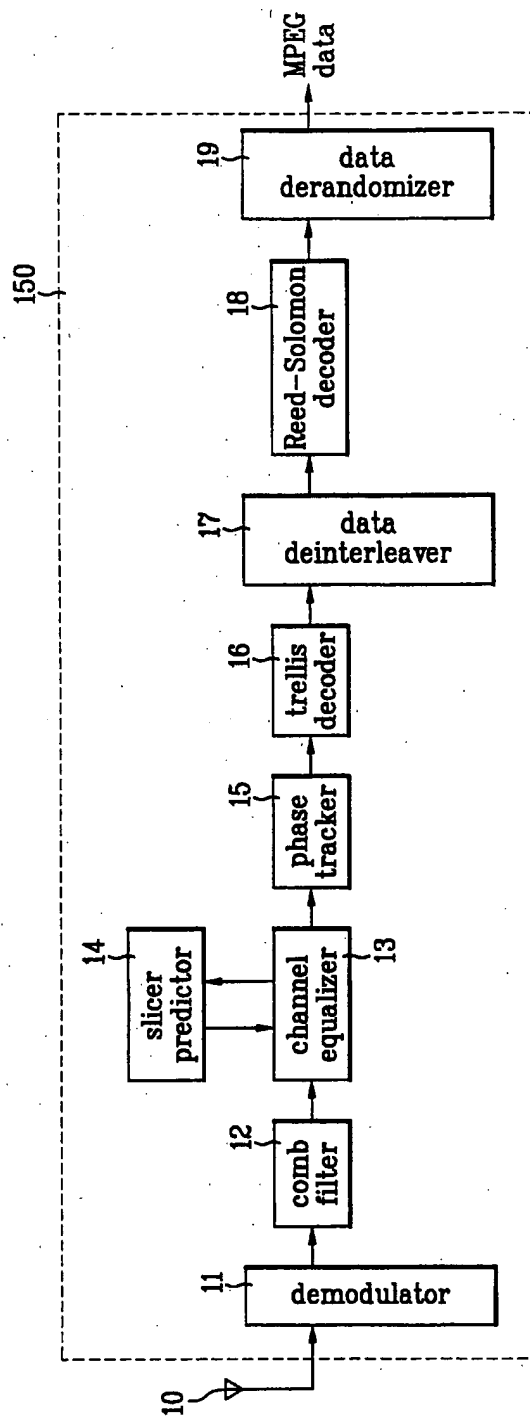 10
150
11
demodulator
12
comb
filter
14
slicer
predictor
channel
equalizer
13
15
phase
tracker
16
trellis
decoder
17
data
deinterleaver
18
Reed-Solomon
decoder
19
data
derandomizer
MPEG
data